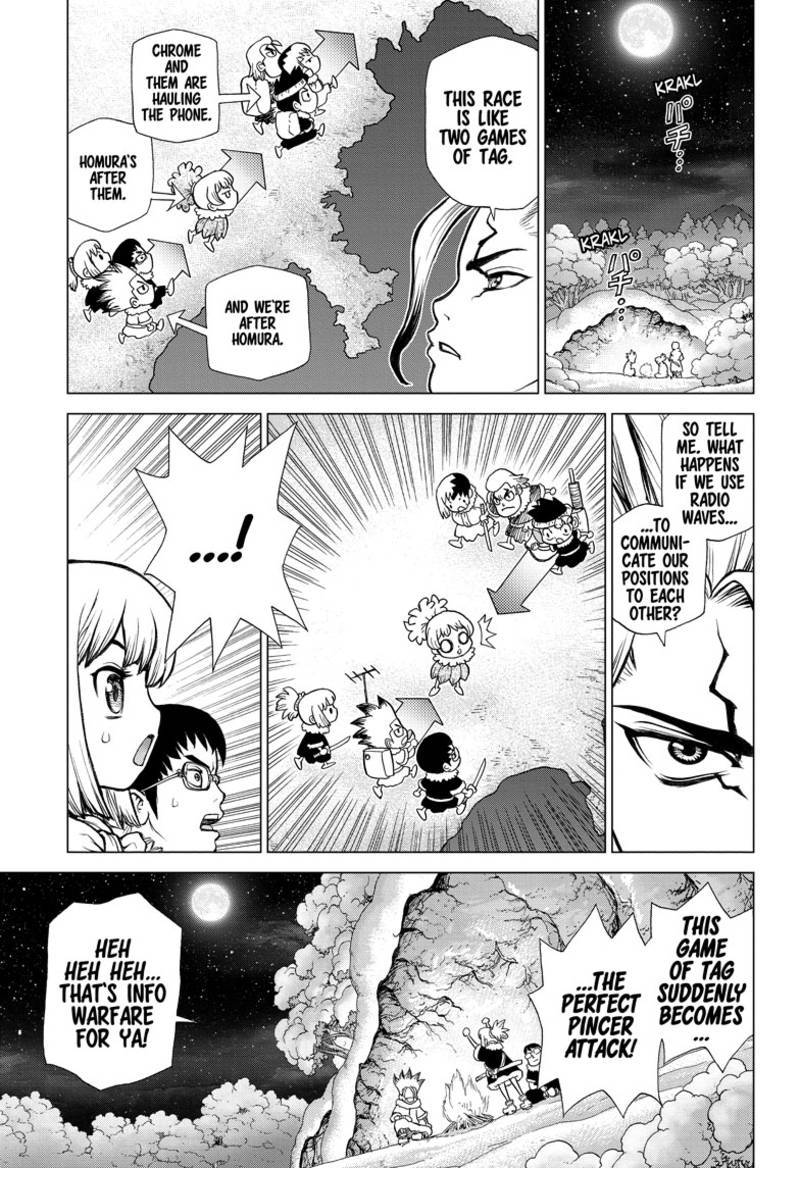 KRAKL
パチ…
KRAKL
パチ…
THIS RACE
IS LIKE
TWO GAMES
OF TAG.
CHROME
AND
THEM ARE
HAULING
THE PHONE.
HOMURA'S
AFTER
THEM.
AND WE'RE
AFTER
HOMURA.
SO TELL
ME. WHAT
HAPPENS
IF WE USE
RADIO
WAVES...
...TO
COMMUNI-
CATE OUR
POSITIONS
TO EACH
OTHER?
....!
THIS
GAME
OF TAG
SUDDENLY
BECOMES
...
...THE
PERFECT
PINCER
ATTACK!
HEH
HEH HEH...
THAT'S INFO
WARFARE
FOR YA!